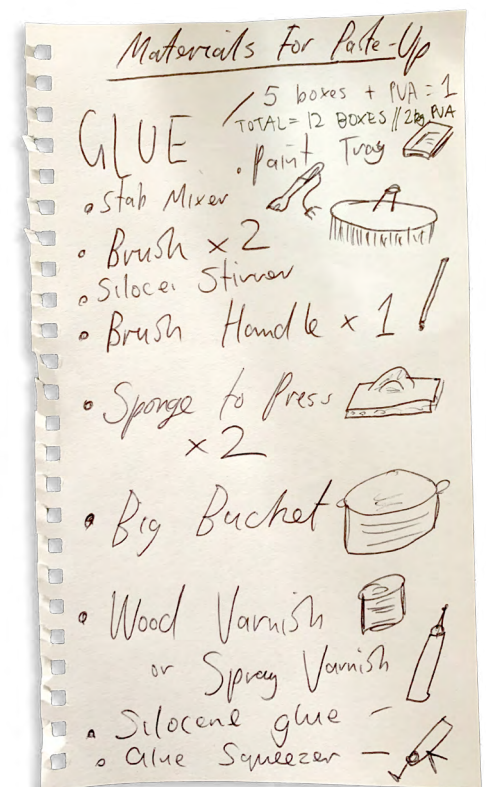 Materials For Paste-Up
GLUE / 5 boxes + PVA = 1
TOTAL = 12 BOXES // 2kg PVA
• Paint Tray
• Stab Mixer
• Brush x 2
• Silocei Stirrer
• Brush Handle x 1
• Sponge to Press
x 2
• Big Bucket
• Wood Varnish
or Spray Varnish
• Silocene glue -
• Glue Squeezer -